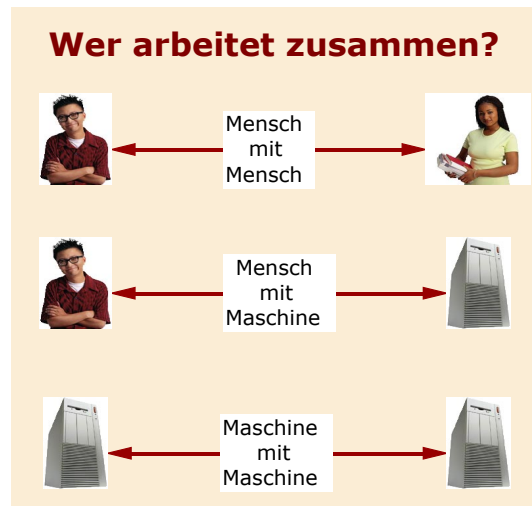 Wer arbeitet zusammen?
Mensch
mit
Mensch
Mensch
mit
Maschine
Maschine
mit
Maschine